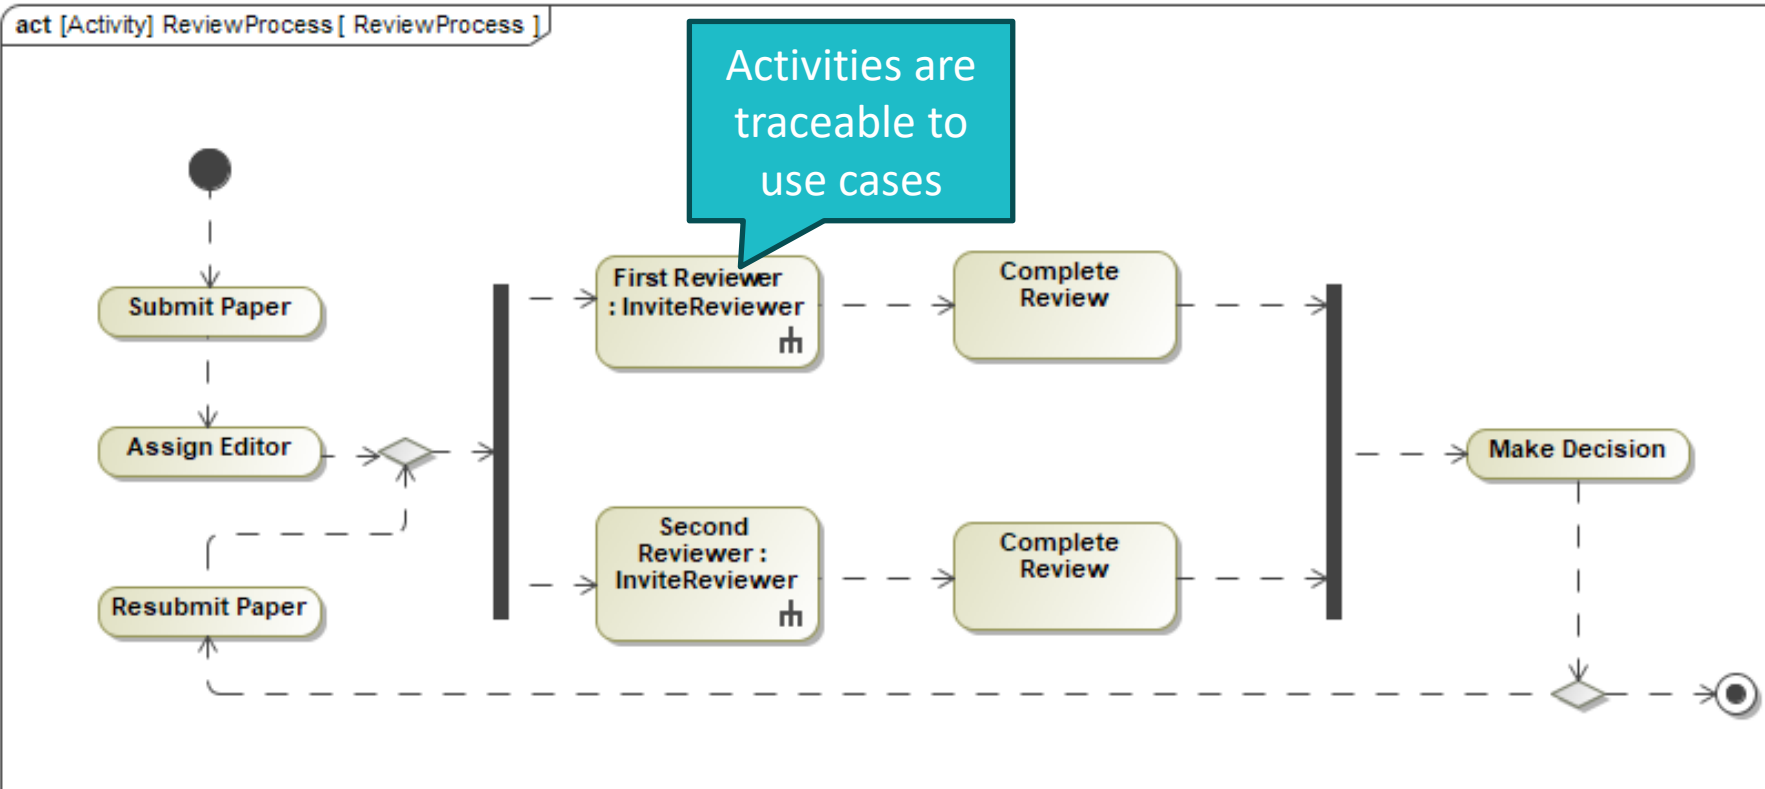 act [Activity] ReviewProcess [ ReviewProcess ]
Activities are
traceable to
use cases
Submit Paper
Assign Editor
Resubmit Paper
First Reviewer
: InviteReviewer
Complete
Review
Second
Reviewer :
InviteReviewer
Complete
Review
Make Decision